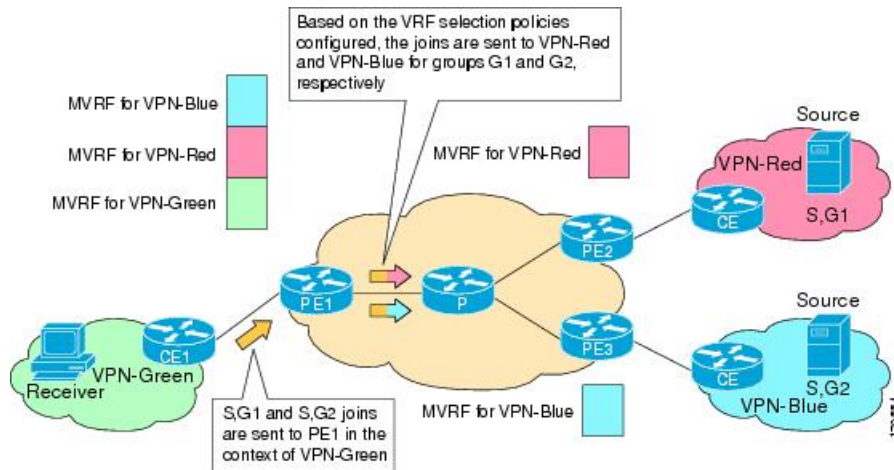 Based on the VRF selection policies
configured, the joins are sent to VPN-Red
and VPN-Blue for groups G1 and G2,
respectively
MVRF for VPN-Blue
MVRF for VPN-Red
MVRF for VPN-Green
MVRF for VPN-Red
Source
VPN-Red
S,G1
CE
PE2
PE1
P
PE3
CE1
VPN-Green
Receiver
Source
CE
S,G2
VPN-Blue
MVRF for VPN-Blue
S,G1 and S,G2 joins
are sent to PE1 in the
context of VPN-Green